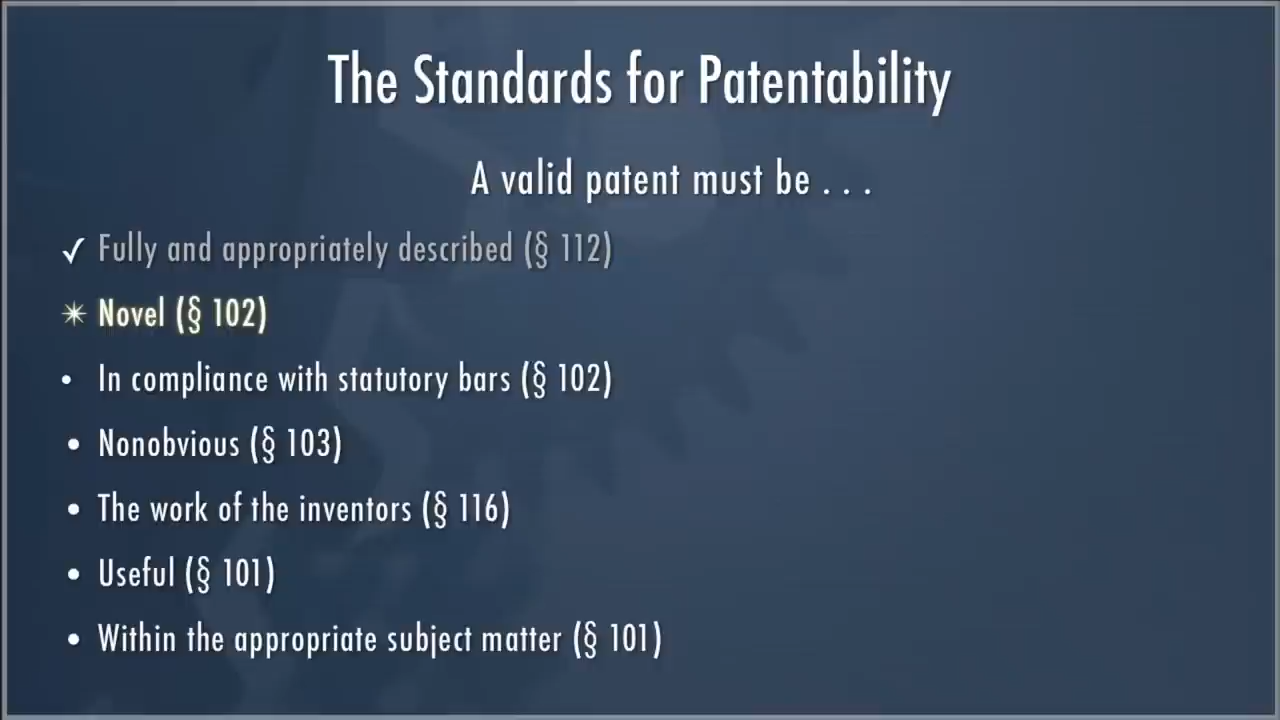 The Standards for Patentability
A valid patent must be . . .
✓ Fully and appropriately described (§ 112)
✴ Novel (§ 102)
• In compliance with statutory bars (§ 102)
• Nonobvious (§ 103)
• The work of the inventors (§ 116)
• Useful (§ 101)
• Within the appropriate subject matter (§ 101)